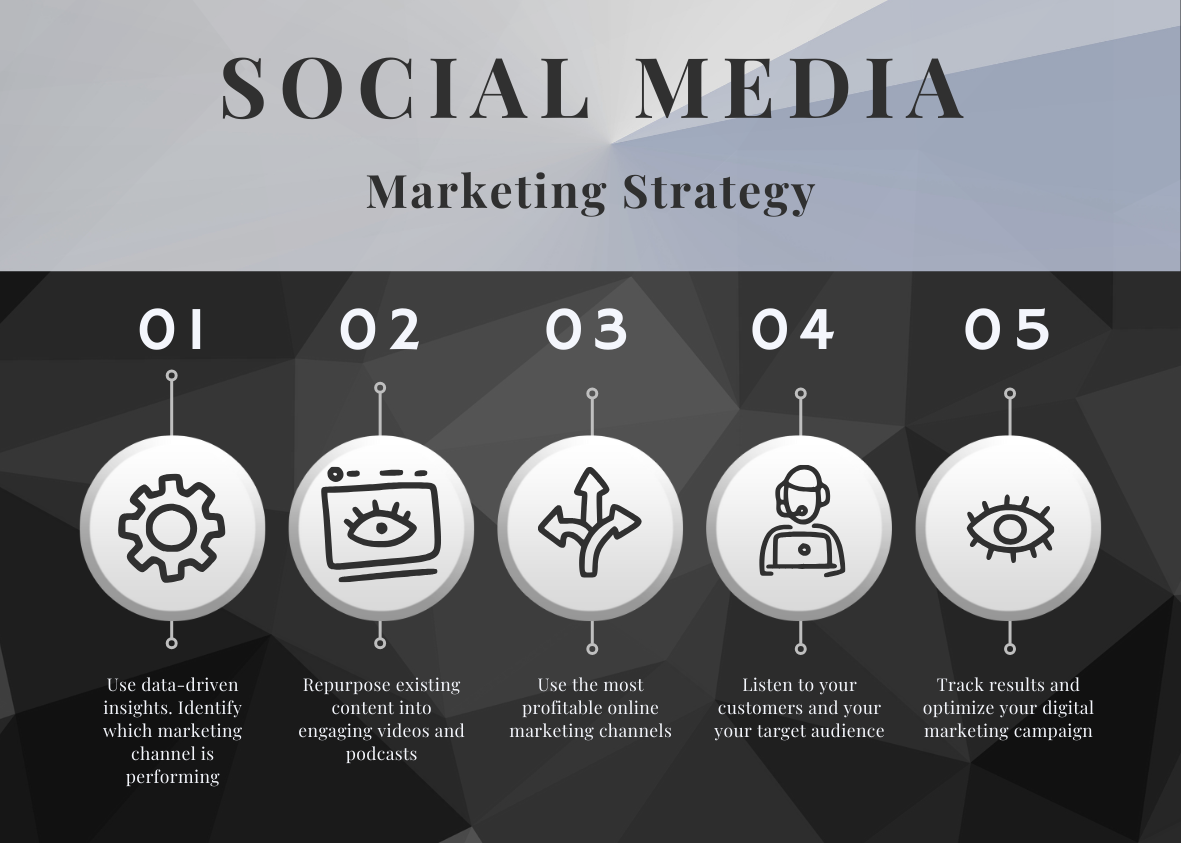 SOCIAL MEDIA
Marketing Strategy
01
02
03
04
05
Use data-driven
insights. Identify
which marketing
channel is
performing
Repurpose existing
content into
engaging videos and
podcasts
Use the most
profitable online
marketing channels
Listen to your
customers and your
your target audience
Track results and
optimize your digital
marketing campaign